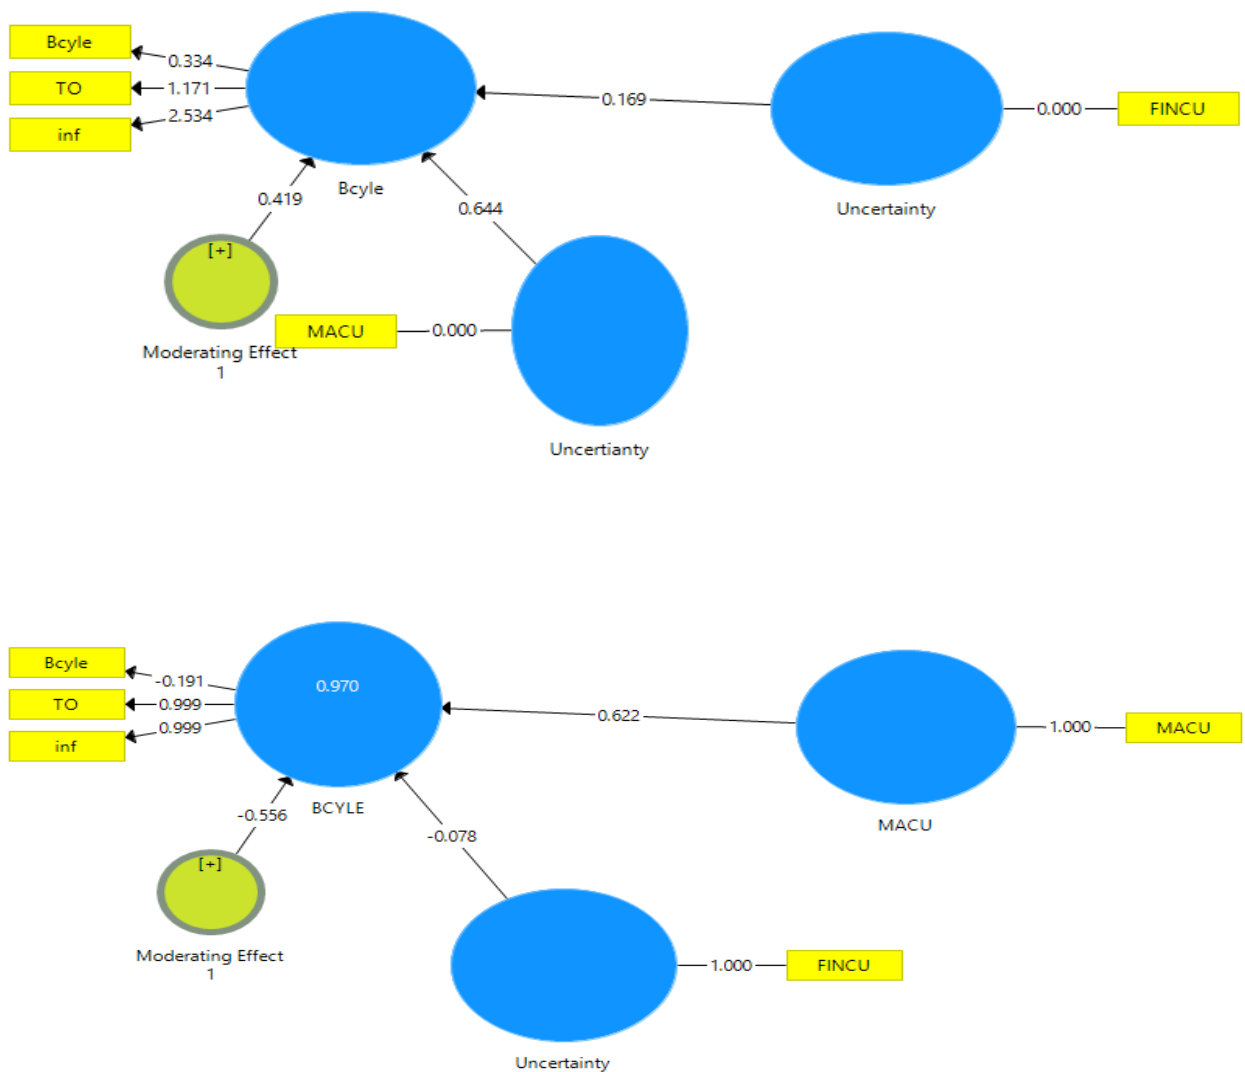 Bcyle
0.334
TO
1.171
inf
2.534
0.169
0.000
FINCU
Bcyle
Uncertainty
0.419
0.644
[+]
MACU
0.000
Moderating Effect
1
Uncertianty
Bcyle
-0.191
TO
0.999
inf
0.999
0.970
0.622
1.000
MACU
BCYLE
MACU
-0.556
-0.078
[+]
Moderating Effect
1
1.000
FINCU
Uncertainty